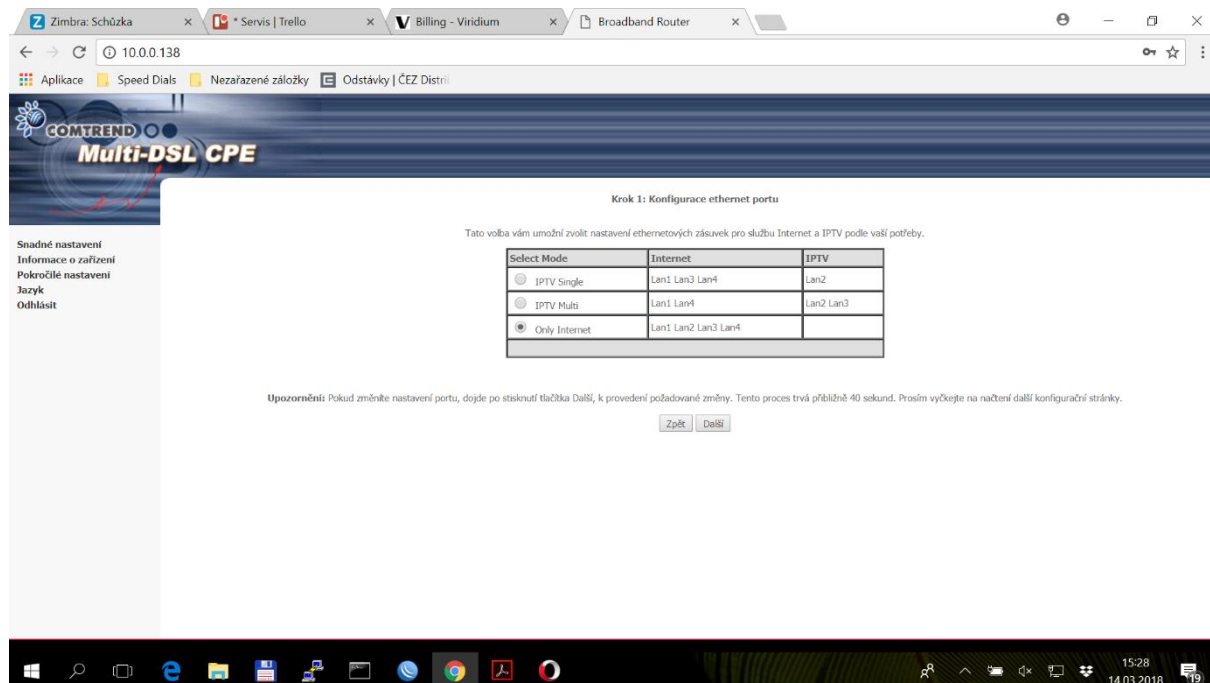 Zimbra: Schůzka
* Servis | Trello
Billing - Viridium
Broadband Router
10.0.0.138
Aplikace Speed Dials Nezařazené záložky Odstávky | ČEZ Distri
COMTREND
Multi-DSL CPE
Snadné nastavení
Informace o zařízení
Pokročilé nastavení
Jazyk
Odhlásit
Krok 1: Konfigurace ethernet portu
Tato volba vám umožní zvolit nastavení ethernetových zásuvek pro službu Internet a IPTV podle vaší potřeby.
Select Mode Internet IPTV
IPTV Single Lan1 Lan3 Lan4 Lan2
IPTV Multi Lan1 Lan4 Lan2 Lan3
Only Internet Lan1 Lan2 Lan3 Lan4
Upozornění: Pokud změníte nastavení portu, dojde po stisknutí tlačítka Další, k provedení požadované změny. Tento proces trvá přibližně 40 sekund. Prosím vyčkejte na načtení další konfigurační stránky.
Zpět Další
15:28
14.03.2018
19